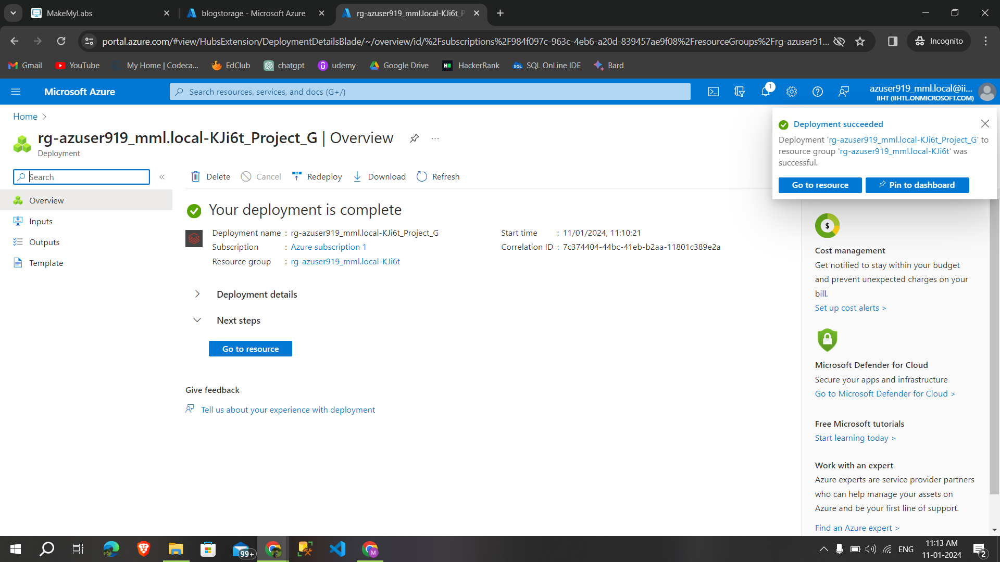 MakeMyLabs
blogstorage - Microsoft Azure
rg-azuser919_mml.local-KJi6t_P
portal.azure.com/#view/HubsExtension/DeploymentDetailsBlade/~/overview/id/%2Fsubscriptions%2F984f097c-963c-4eb6-a20d-839457ae9f08%2FresourceGroups%2Frg-azuser91...
Incognito
Gmail
YouTube
My Home | Codeca...
EdClub
chatgpt
udemy
Google Drive
HackerRank
SQL OnLine IDE
Bard
Microsoft Azure
Search resources, services, and docs (G+/)
1
azuser919_mml.local@ii...
IIHT (IIHTL.ONMICROSOFT.COM)
Home
rg-azuser919_mml.local-KJi6t_Project_G | Overview
Deployment
Search
Overview
Inputs
Outputs
Template
Delete
Cancel
Redeploy
Download
Refresh
Your deployment is complete
Deployment name : rg-azuser919_mml.local-KJi6t_Project_G
Subscription : Azure subscription 1
Resource group : rg-azuser919_mml.local-KJi6t
Start time : 11/01/2024, 11:10:21
Correlation ID : 7c374404-44bc-41eb-b2aa-11801c389e2a
Deployment details
Next steps
Go to resource
Give feedback
Tell us about your experience with deployment
Deployment succeeded
Deployment 'rg-azuser919_mml.local-KJi6t_Project_G' to
resource group 'rg-azuser919_mml.local-KJi6t' was
successful.
Go to resource
Pin to dashboard
$
Cost management
Get notified to stay within your budget
and prevent unexpected charges on your
bill.
Set up cost alerts >
Microsoft Defender for Cloud
Secure your apps and infrastructure
Go to Microsoft Defender for Cloud >
Free Microsoft tutorials
Start learning today >
Work with an expert
Azure experts are service provider partners
who can help manage your assets on
Azure and be your first line of support.
Find an Azure expert >
99+
M
ENG
11:13 AM
11-01-2024
2